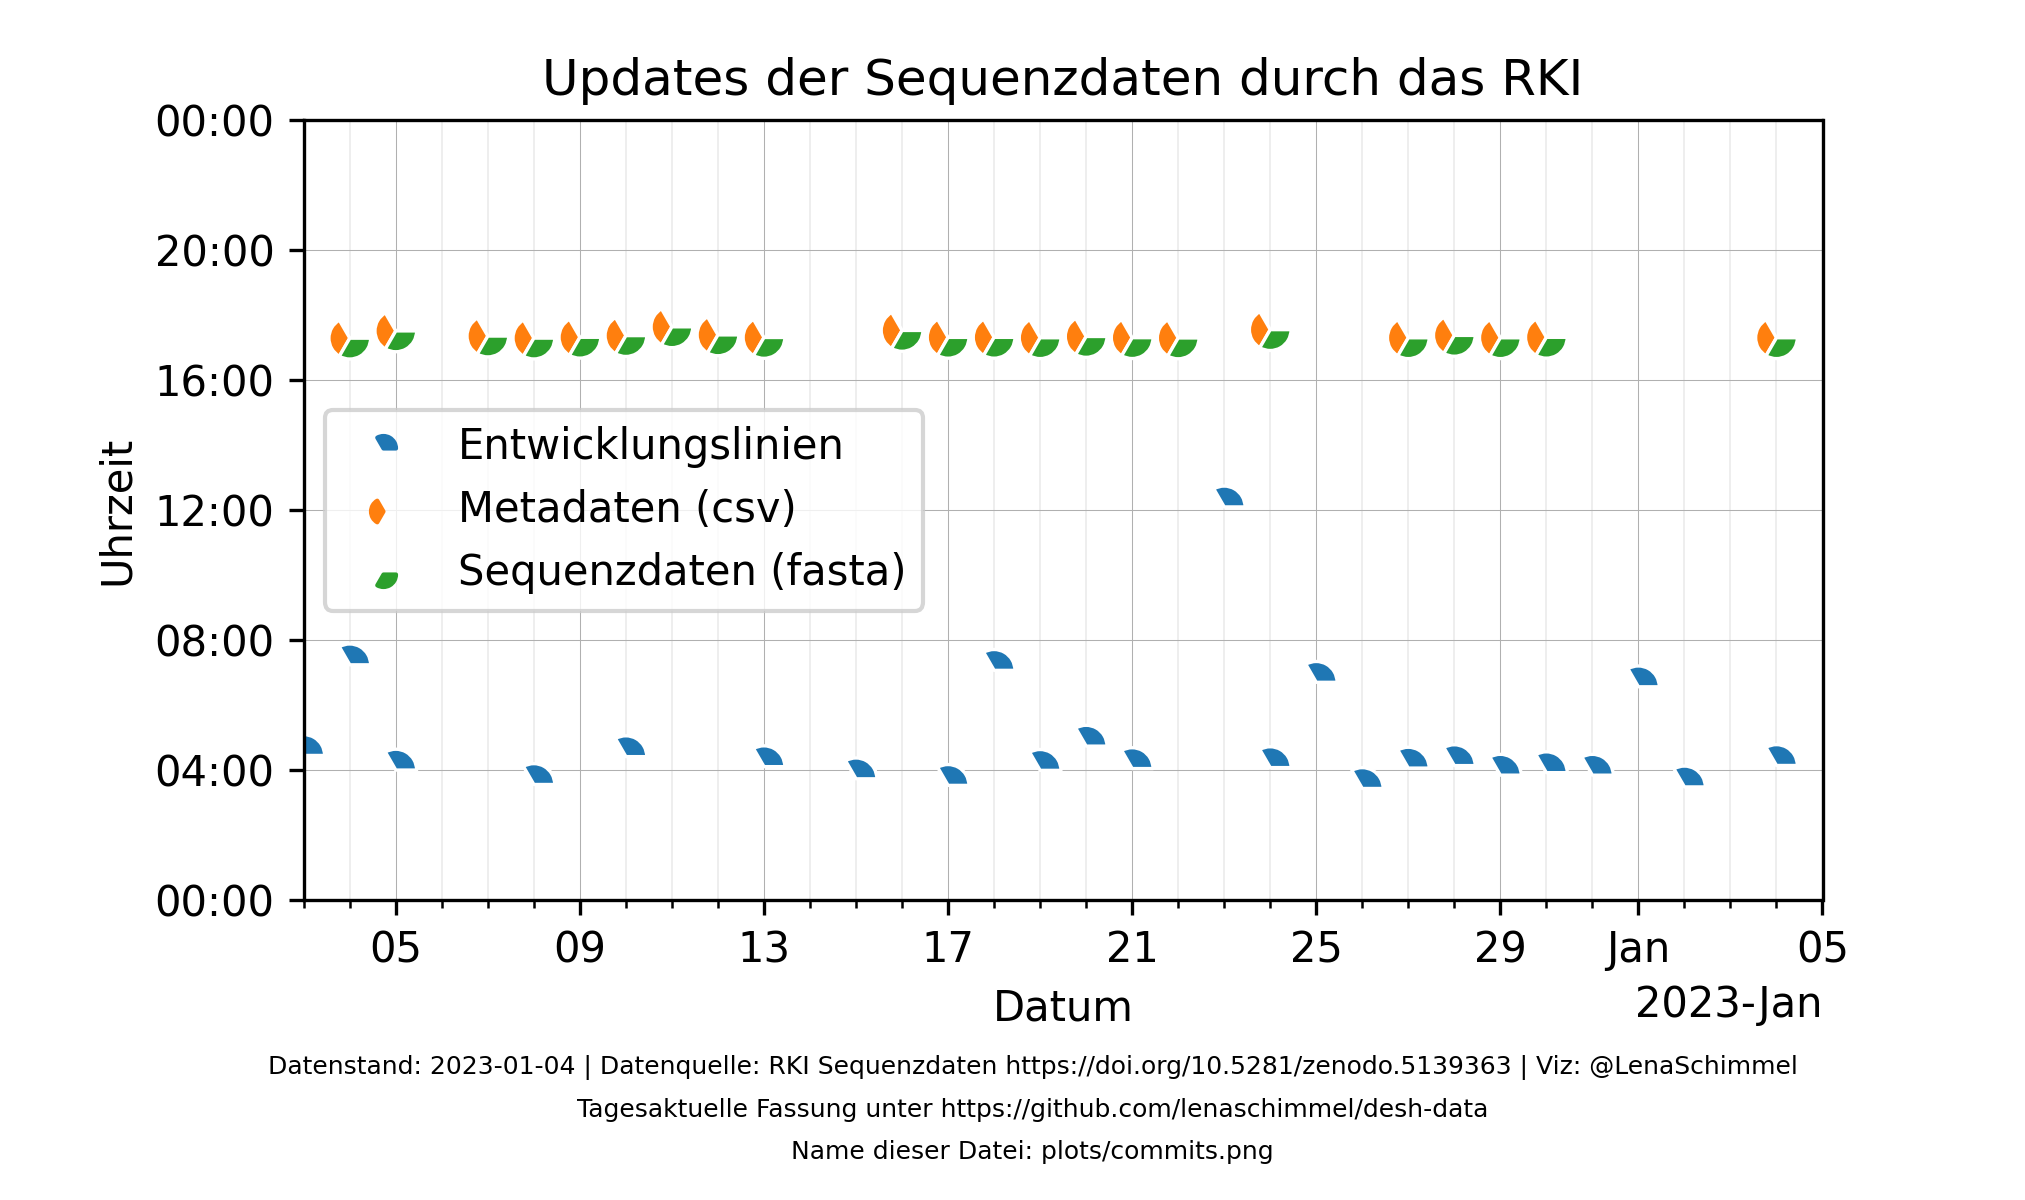 Updates der Sequenzdaten durch das RKI
00:00
20:00
16:00
12:00
08:00
04:00
00:00
Uhrzeit
Entwicklungslinien
Metadaten (csv)
Sequenzdaten (fasta)
05 09 13 17 21 25 29 Jan 05
Datum
2023-Jan
Datenstand: 2023-01-04 | Datenquelle: RKI Sequenzdaten https://doi.org/10.5281/zenodo.5139363 | Viz: @LenaSchimmel
Tagesaktuelle Fassung unter https://github.com/lenaschimmel/desh-data
Name dieser Datei: plots/commits.png